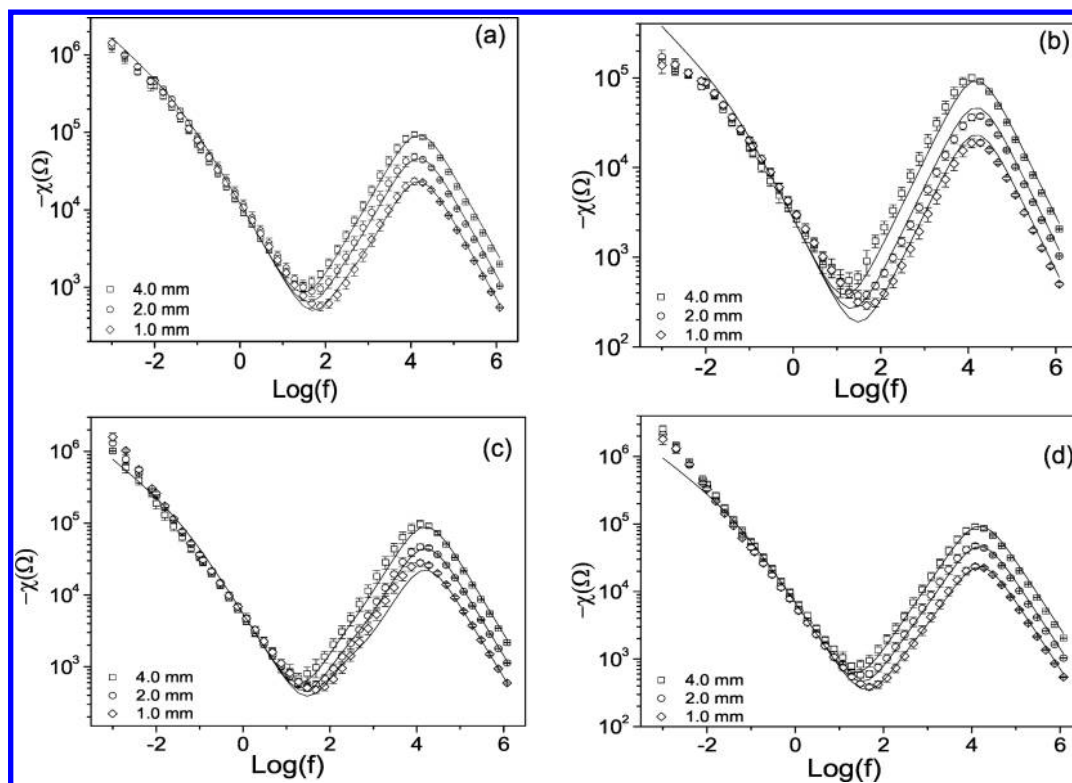 (a)
10^6
10^5
10^4
10^3
−χ(Ω)
-2 0 2 4 6
Log(f)
□ 4.0 mm
○ 2.0 mm
◇ 1.0 mm
(b)
10^5
10^4
10^3
10^2
−χ(Ω)
-2 0 2 4 6
Log(f)
□ 4.0 mm
○ 2.0 mm
◇ 1.0 mm
(c)
10^6
10^5
10^4
10^3
−χ(Ω)
-2 0 2 4 6
Log(f)
□ 4.0 mm
○ 2.0 mm
◇ 1.0 mm
(d)
10^6
10^5
10^4
10^3
10^2
−χ(Ω)
-2 0 2 4 6
Log(f)
□ 4.0 mm
○ 2.0 mm
◇ 1.0 mm